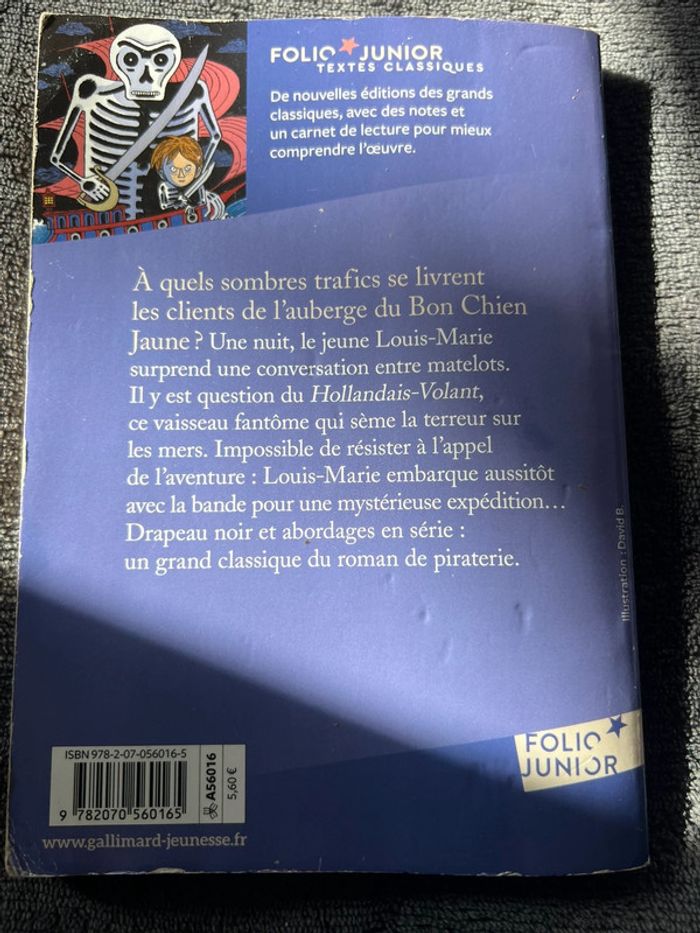 FOLIO JUNIOR
TEXTES CLASSIQUES
De nouvelles éditions des grands
classiques, avec des notes et
un carnet de lecture pour mieux
comprendre l'œuvre.
À quels sombres trafics se livrent
les clients de l'auberge du Bon Chien
Jaune ? Une nuit, le jeune Louis-Marie
surprend une conversation entre matelots.
Il y est question du Hollandais-Volant,
ce vaisseau fantôme qui sème la terreur sur
les mers. Impossible de résister à l'appel
de l'aventure : Louis-Marie embarque aussitôt
avec la bande pour une mystérieuse expédition...
Drapeau noir et abordages en série :
un grand classique du roman de piraterie.
Illustration : David B.
ISBN 978-2-07-056016-5
9 782070 560165
A56016
5,60 €
www.gallimard-jeunesse.fr
FOLIO
JUNIOR